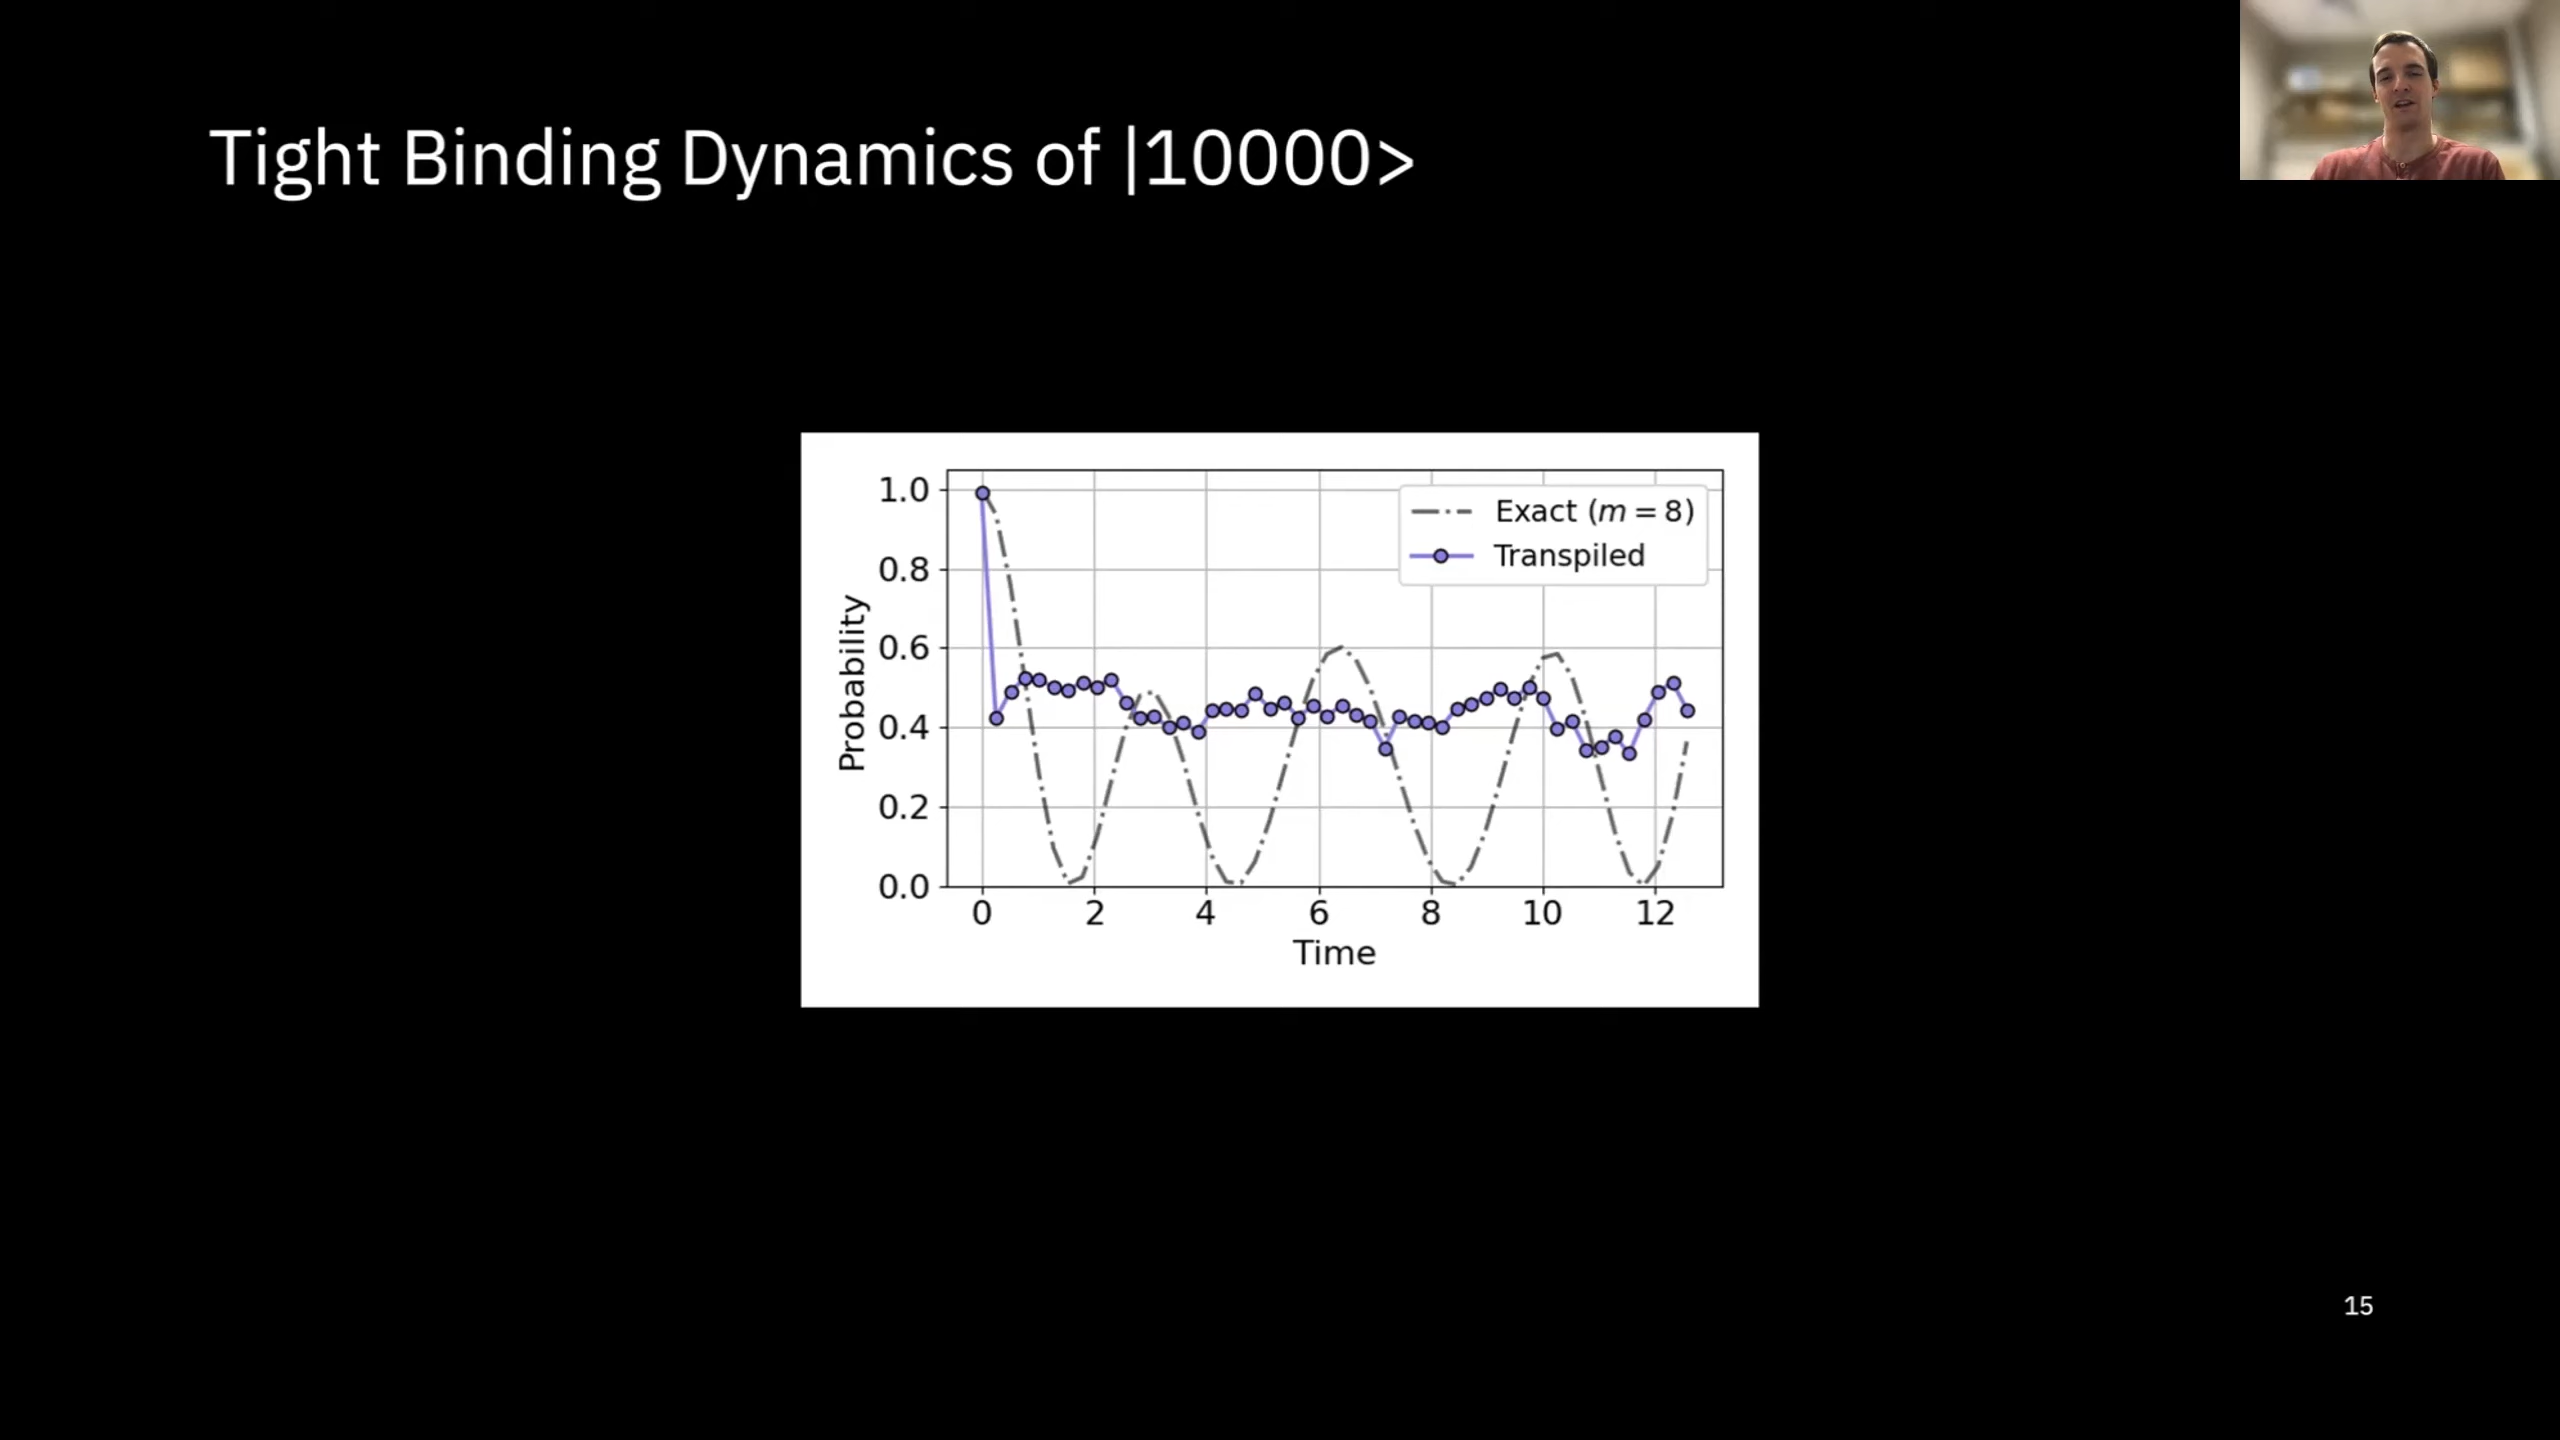 Tight Binding Dynamics of |10000>
1.0
0.8
0.6
0.4
0.2
0.0
Probability
Exact (m = 8)
Transpiled
0 2 4 6 8 10 12
Time
15